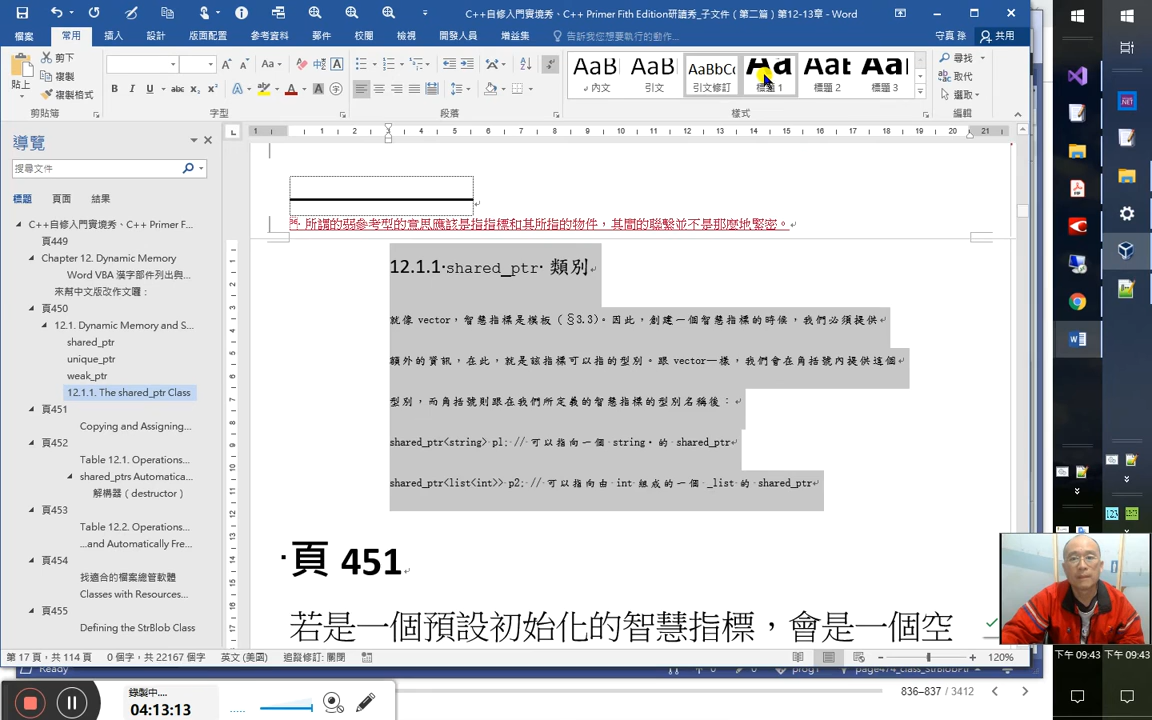 C++自修入門實境秀、C++ Primer Fith Edition研讀秀_子文件（第二篇）第12-13章 - Word
檔案 常用 插入 設計 版面配置 參考資料 郵件 校閱 檢視 開發人員 增益集 告訴我您想要執行的動作... 守真 孫 共用
貼上 剪下 複製 複製格式
AaB AaB AaBbC AaB AaB AaB
內文 引文 引文修訂 標題 1 標題 2 標題 3
尋找 取代 選取
剪貼簿 字型 段落 樣式 編輯
導覽
搜尋文件
標題 頁面 結果
C++自修入門實境秀、C++ Primer F...
頁449
Chapter 12. Dynamic Memory
Word VBA 漢字部件列出與...
來幫中文版改作文囉：
頁450
12.1. Dynamic Memory and S...
shared_ptr
unique_ptr
weak_ptr
12.1.1. The shared_ptr Class
頁451
Copying and Assigning...
頁452
Table 12.1. Operations...
shared_ptrs Automatica...
解構器（destructor）
頁453
Table 12.2. Operations...
...and Automatically Fre...
頁454
找適合的檔案總管軟體
Classes with Resources...
頁455
Defining the StrBlob Class
所謂的弱參考型的意思應該是指指標和其所指的物件，其間的聯繫並不是那麼地緊密。
12.1.1 shared_ptr 類別
就像 vector，智慧指標是模板（§3.3）。因此，創建一個智慧指標的時候，我們必須提供
額外的資訊，在此，就是該指標可以指的型別。跟 vector一樣，我們會在角括號內提供這個
型別，而角括號則跟在我們所定義的智慧指標的型別名稱後：
shared_ptr<string> p1; // 可以指向一個 string 的 shared_ptr
shared_ptr<list<int>> p2; // 可以指向由 int 組成的一個 _list 的 shared_ptr
頁 451
若是一個預設初始化的智慧指標，會是一個空
第 17 頁，共 114 頁 0 個字，共 22167 個字 英文 (美國) 追蹤修訂: 關閉 120%
Ready
錄製中...
04:13:13
836–837 / 3412
下午 09:43 下午 09:43